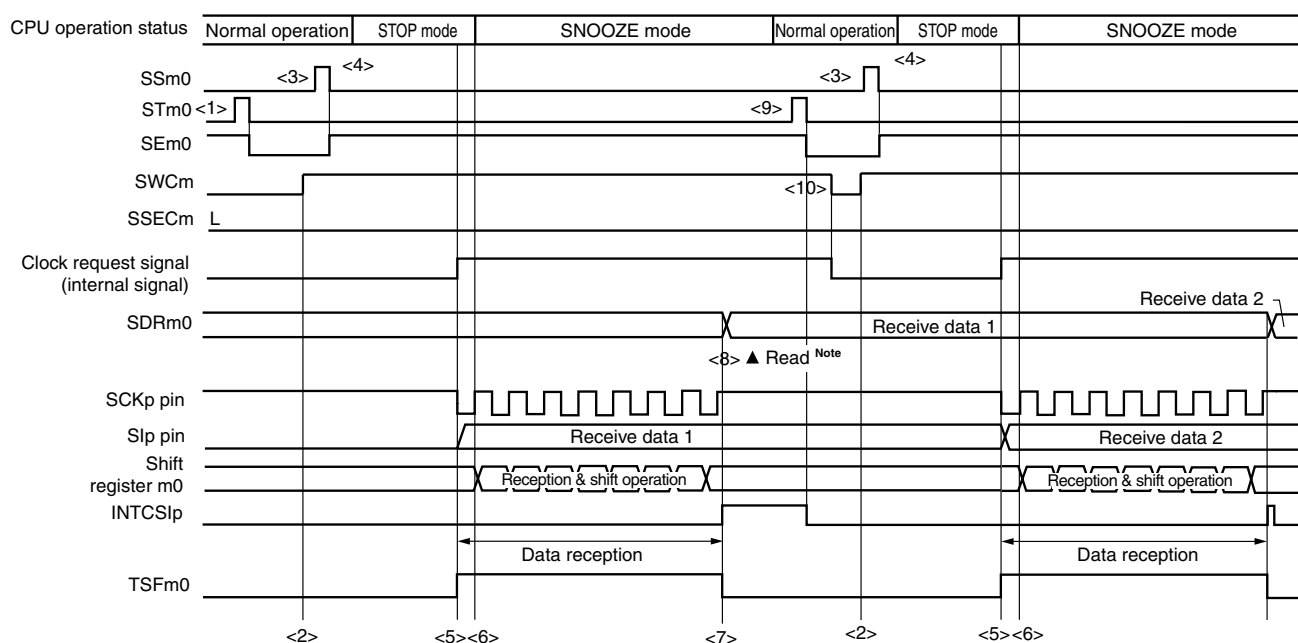 CPU operation status Normal operation STOP mode SNOOZE mode Normal operation STOP mode SNOOZE mode
SSm0 <3> <4> <3> <4>
STm0 <1> <9>
SEm0
SWCm <10>
SSECm L
Clock request signal
(internal signal)
Receive data 2
SDRm0 Receive data 1
<8> ▲ Read Note
SCKp pin
SIp pin Receive data 1 Receive data 2
Shift
register m0 Reception & shift operation Reception & shift operation
INTCSIp
Data reception Data reception
TSFm0
<2> <5> <6> <7> <2> <5> <6>